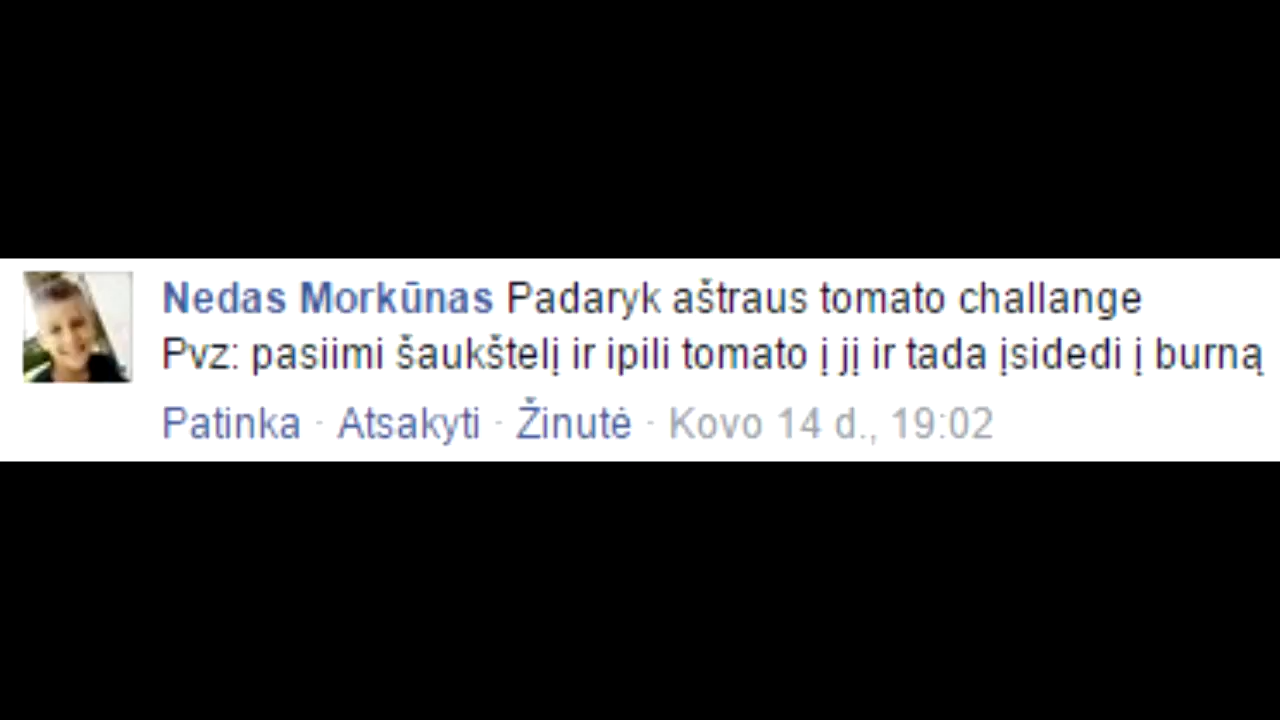 Nedas Morkūnas Padaryk aštraus tomato challange
Pvz: pasiimi šaukštelį ir ipili tomato į jį ir tada įsidedi į burną
Patinka · Atsakyti · Žinutė · Kovo 14 d., 19:02